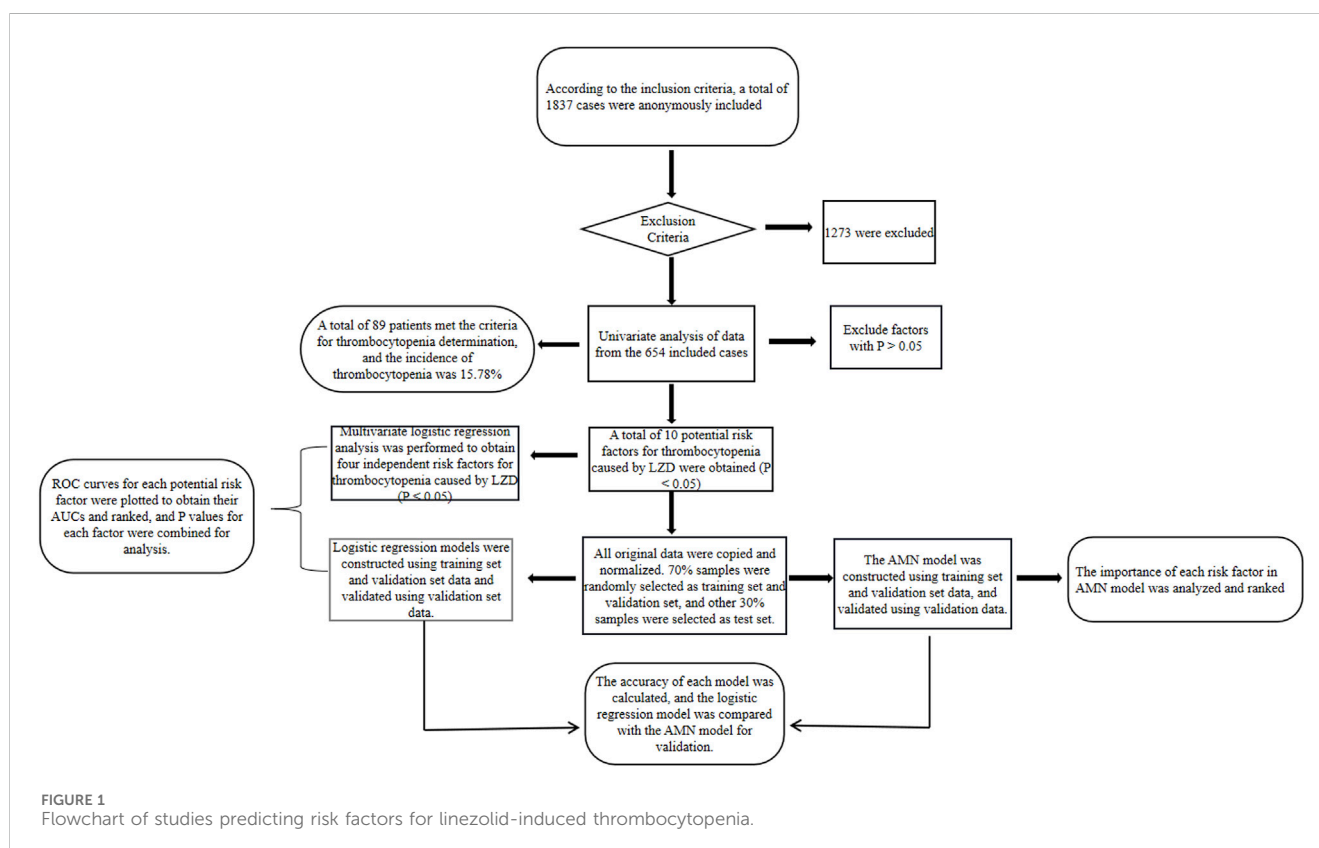 According to the inclusion criteria, a total of
1837 cases were anonymously included
Exclusion
Criteria
1273 were excluded
A total of 89 patients met the criteria
for thrombocytopenia determination,
and the incidence of
thrombocytopenia was 15.78%
Univariate analysis of data
from the 654 included cases
Exclude factors
with P > 0.05
Multivariate logistic regression
analysis was performed to obtain
four independent risk factors for
thrombocytopenia caused by LZD
(P < 0.05)
A total of 10 potential risk
factors for thrombocytopenia
caused by LZD were obtained (P
< 0.05)
ROC curves for each potential risk
factor were plotted to obtain their
AUCs and ranked, and P values for
each factor were combined for
analysis.
Logistic regression models were
constructed using training set
and validation set data and
validated using validation set
data.
All original data were copied and
normalized. 70% samples were
randomly selected as training set and
validation set, and other 30%
samples were selected as test set.
The AMN model was
constructed using training set
and validation set data, and
validated using validation data.
The importance of each risk factor in
AMN model was analyzed and ranked
The accuracy of each model was
calculated, and the logistic
regression model was compared
with the AMN model for
validation.
FIGURE 1
Flowchart of studies predicting risk factors for linezolid-induced thrombocytopenia.